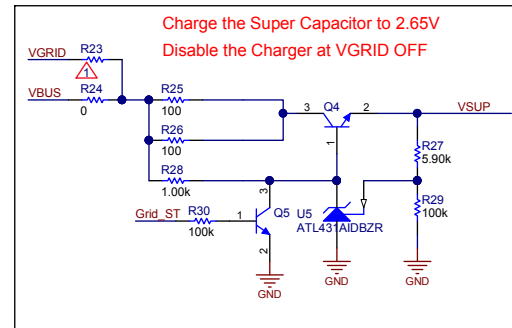 Charge the Super Capacitor to 2.65V
Disable the Charger at VGRID OFF
VGRID
R23
1
VBUS
R24
0
R25
100
R26
100
R28
1.00k
3
Q4
2
1
VSUP
R27
5.90k
R29
100k
Grid_ST
R30
100k
1
3
Q5
2
U5
ATL431AIDBZR
GND
GND
GND